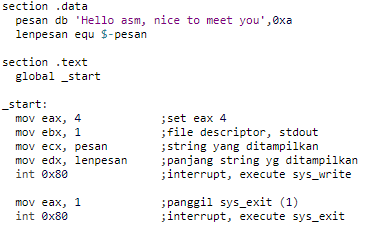 section .data
  pesan db 'Hello asm, nice to meet you',0xa
  lenpesan equ $-pesan

section .text
  global _start

_start:
  mov eax, 4            ;set eax 4
  mov ebx, 1            ;file descriptor, stdout
  mov ecx, pesan        ;string yang ditampilkan
  mov edx, lenpesan     ;panjang string yg ditampilkan
  int 0x80              ;interrupt, execute sys_write

  mov eax, 1            ;panggil sys_exit (1)
  int 0x80              ;interrupt, execute sys_exit